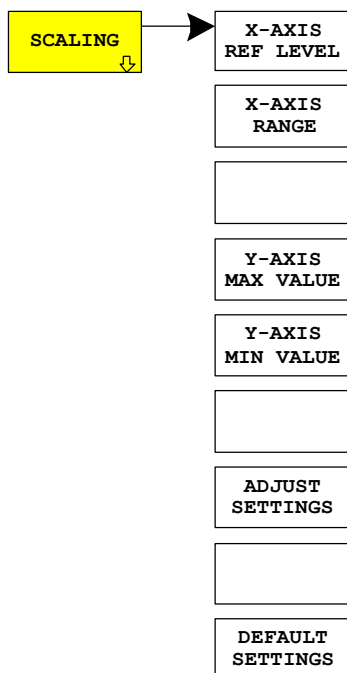 SCALING
X-AXIS
REF LEVEL
X-AXIS
RANGE
Y-AXIS
MAX VALUE
Y-AXIS
MIN VALUE
ADJUST
SETTINGS
DEFAULT
SETTINGS